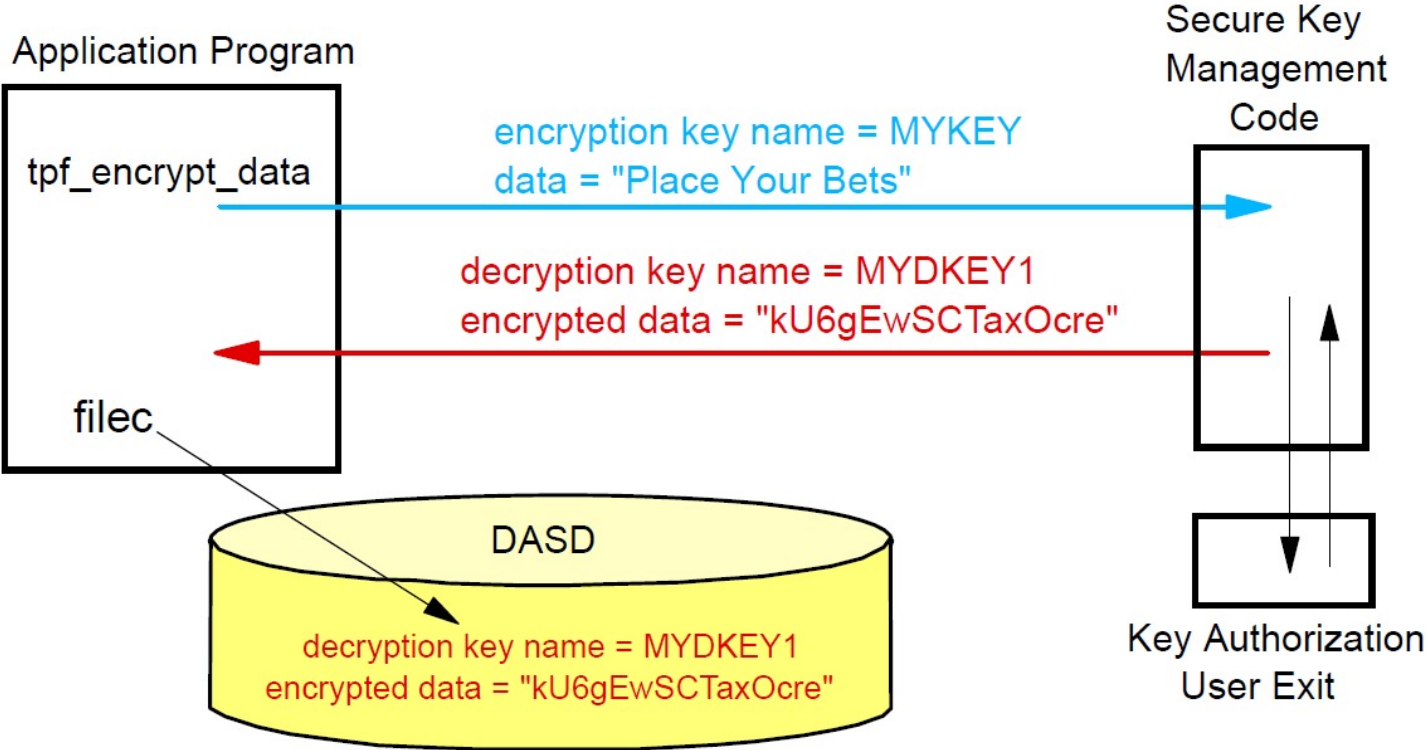 Application Program
Secure Key
Management
Code
tpf_encrypt_data
encryption key name = MYKEY
data = "Place Your Bets"
decryption key name = MYDKEY1
encrypted data = "kU6gEwSCTaxOcre"
filec
DASD
decryption key name = MYDKEY1
encrypted data = "kU6gEwSCTaxOcre"
Key Authorization
User Exit